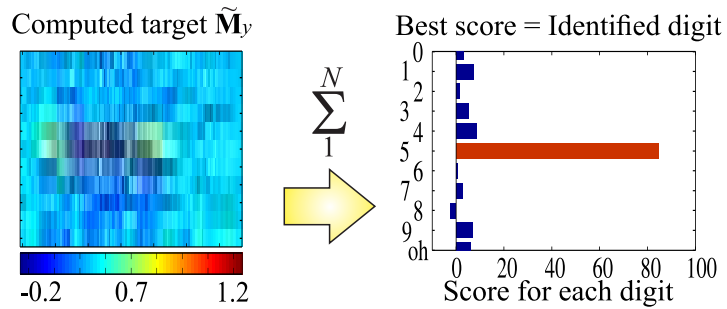 Computed target M̃y
-0.2 0.7 1.2
N
∑
1
Best score = Identified digit
0
1
2
3
4
5
6
7
8
9
oh
0 20 40 60 80 100
Score for each digit